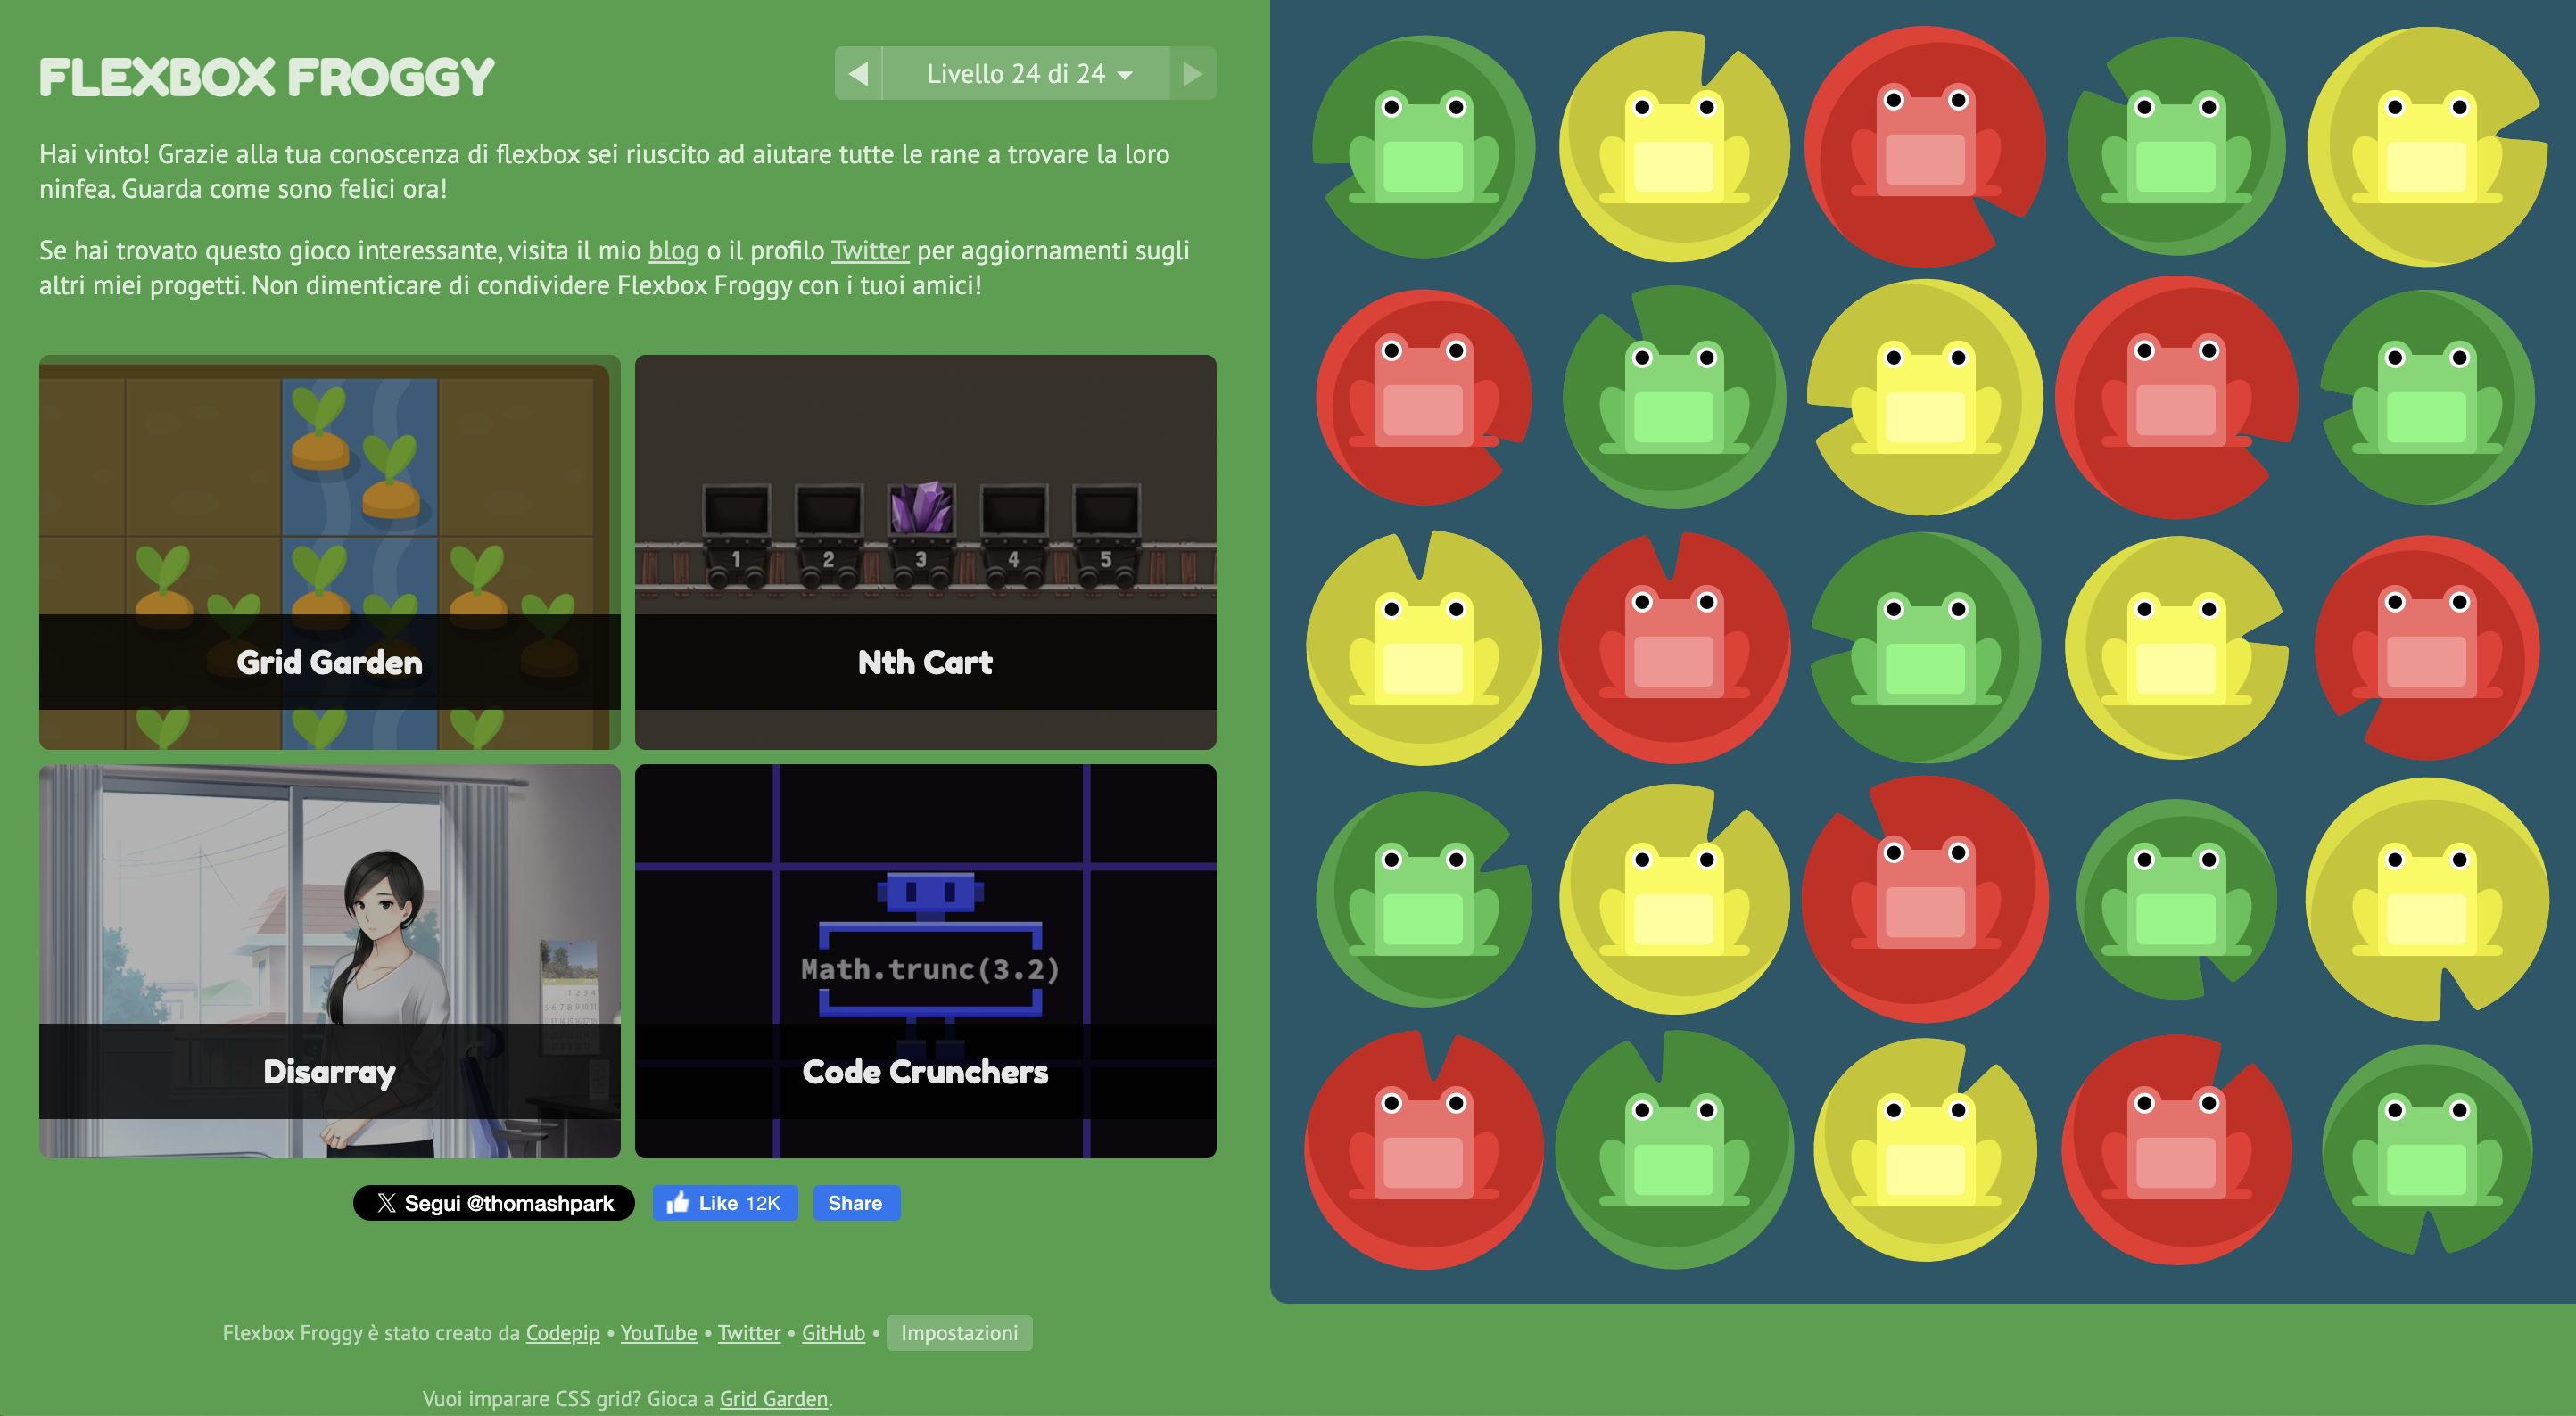 FLEXBOX FROGGY
Livello 24 di 24
Hai vinto! Grazie alla tua conoscenza di flexbox sei riuscito ad aiutare tutte le rane a trovare la loro
ninfea. Guarda come sono felici ora!
Se hai trovato questo gioco interessante, visita il mio blog o il profilo Twitter per aggiornamenti sugli
altri miei progetti. Non dimenticare di condividere Flexbox Froggy con i tuoi amici!
1 2 3 4 5
Grid Garden
Nth Cart
Math.trunc(3.2)
Disarray
Code Crunchers
Segui @thomashpark
Like 12K
Share
Flexbox Froggy è stato creato da Codepip • YouTube • Twitter • GitHub • Impostazioni
Vuoi imparare CSS grid? Gioca a Grid Garden.